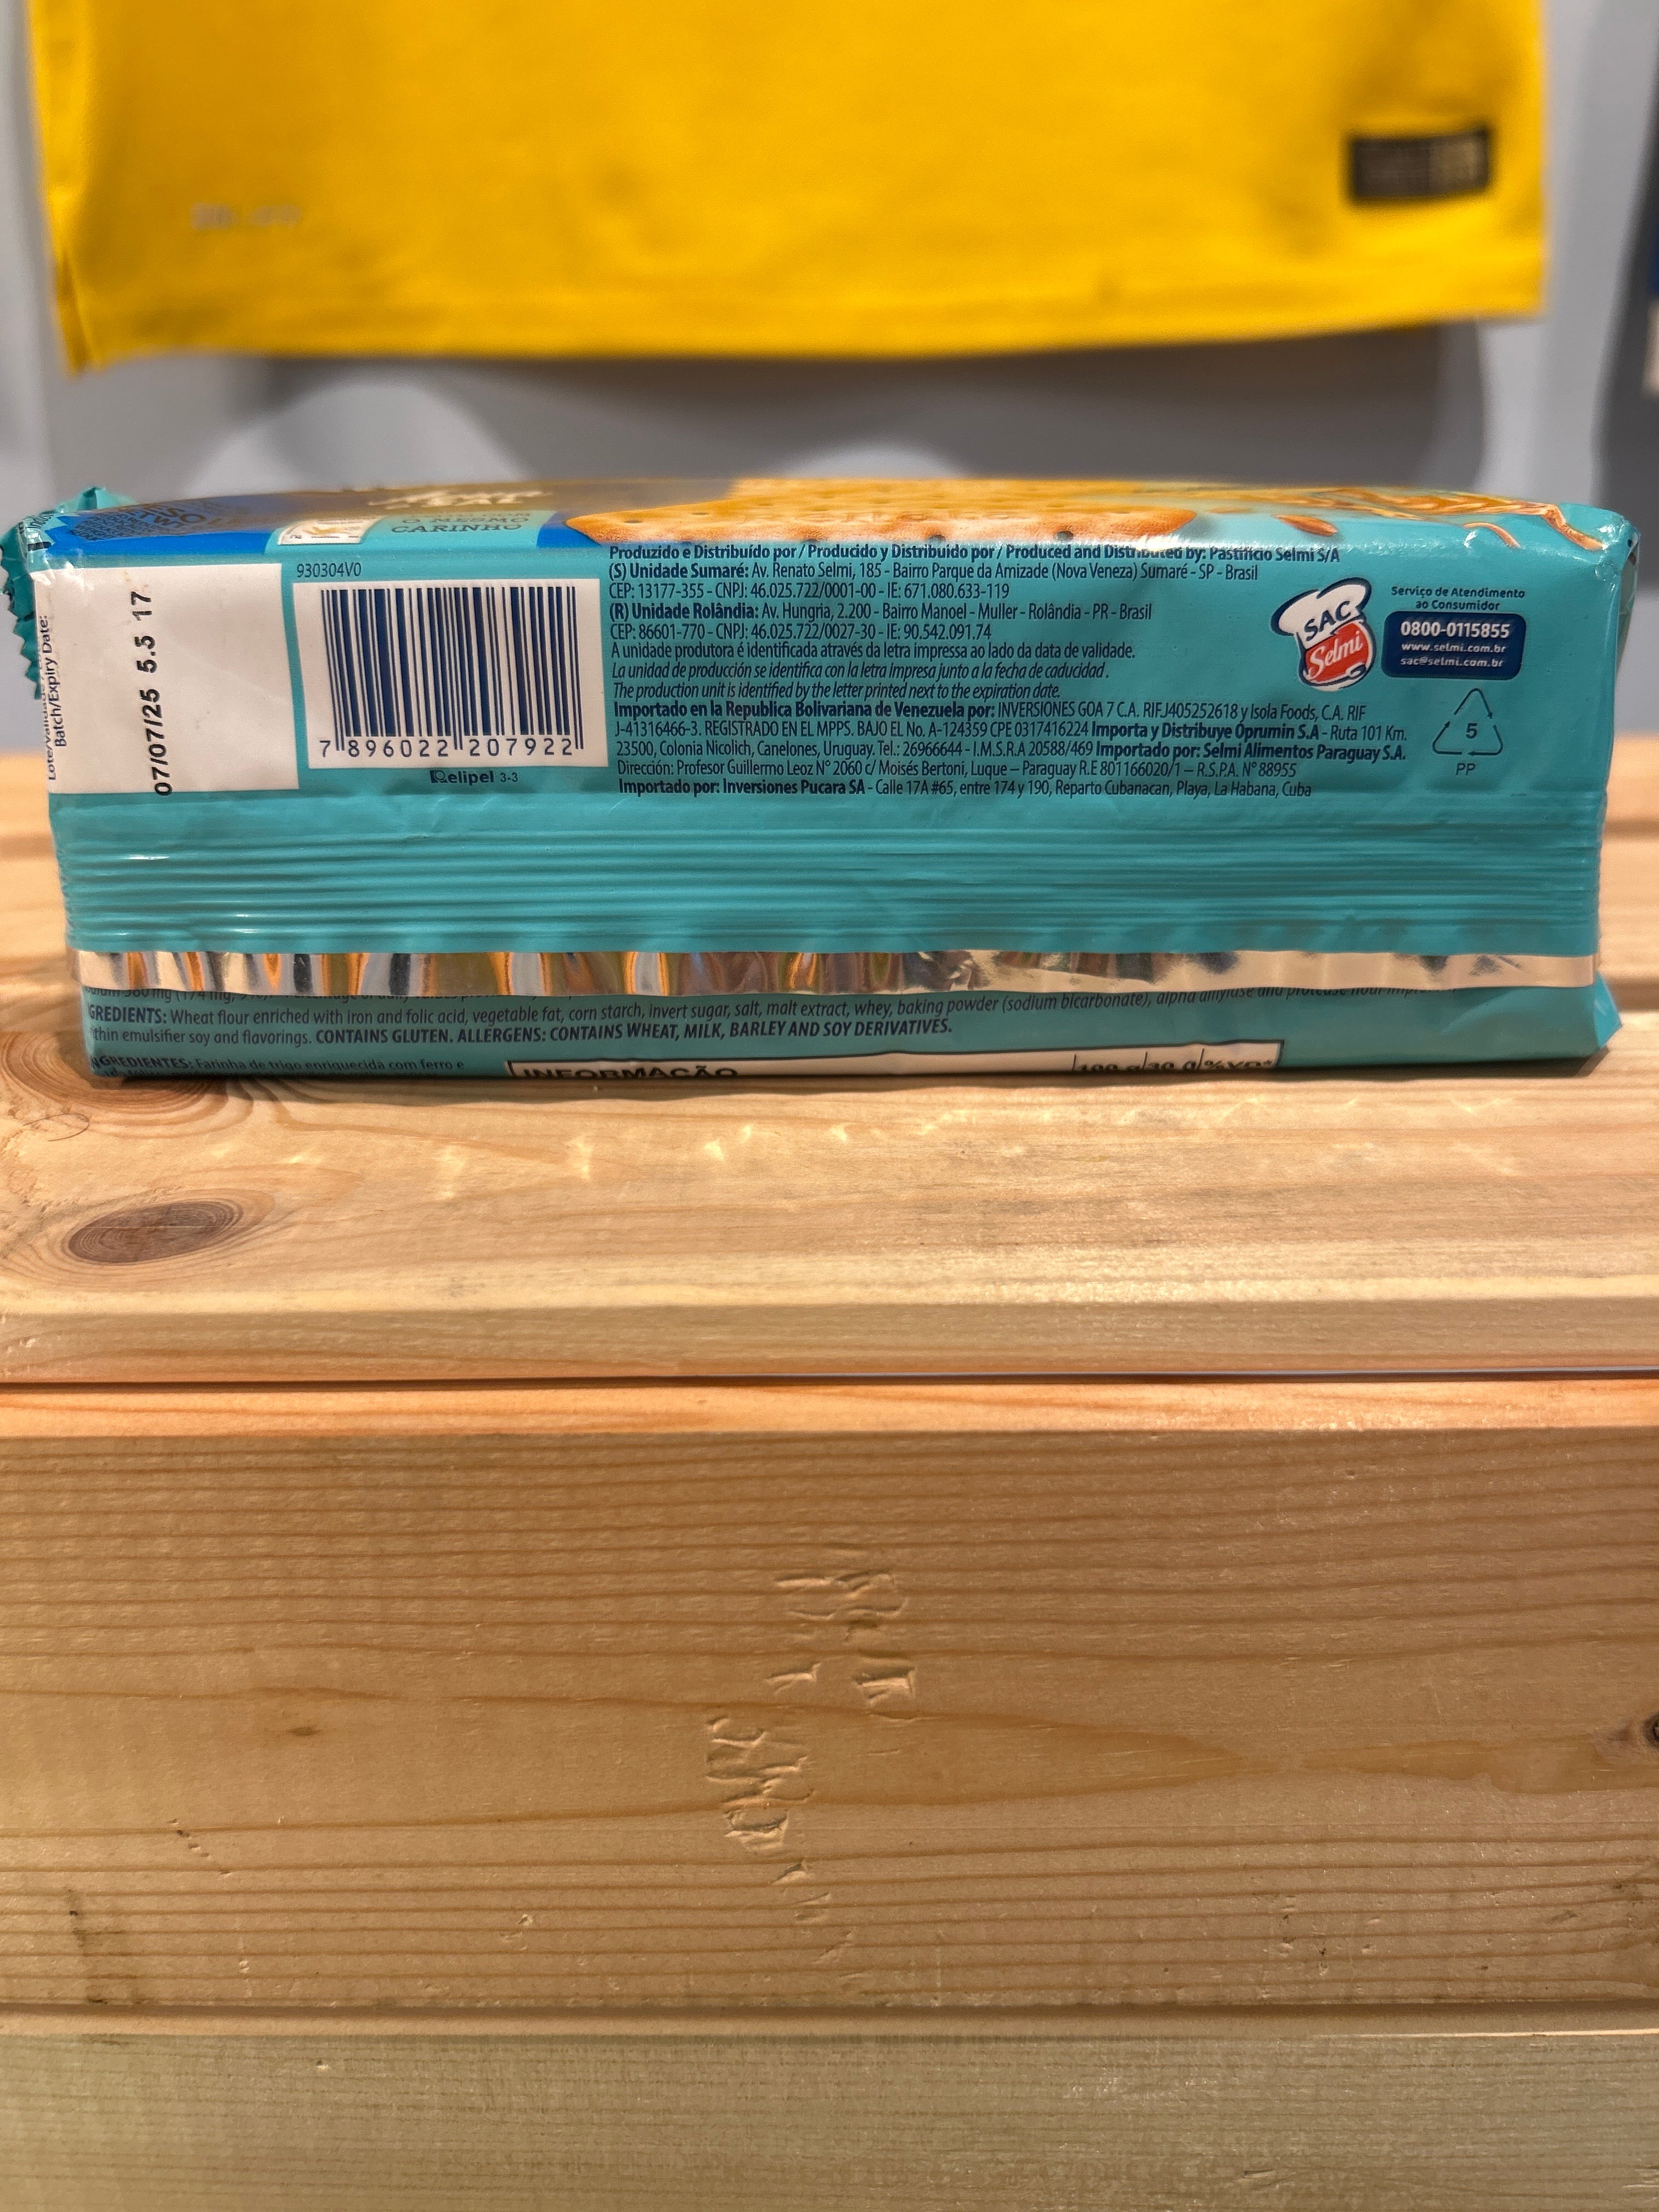 O MESMO
CARINHO
Batch/Expiry Date:
07/07/25 5.5 17
930304V0
7 896022 207922
Relipel 3-3
Produzido e Distribuído por / Producido y Distribuido por / Produced and Distributed by: Pastifício Selmi S/A
(S) Unidade Sumaré: Av. Renato Selmi, 185 - Bairro Parque da Amizade (Nova Veneza) Sumaré - SP - Brasil
CEP: 13177-355 - CNPJ: 46.025.722/0001-00 - IE: 671.080.633-119
(R) Unidade Rolândia: Av. Hungria, 2.200 - Bairro Manoel - Muller - Rolândia - PR - Brasil
CEP: 86601-770 - CNPJ: 46.025.722/0027-30 - IE: 90.542.091.74
A unidade produtora é identificada através da letra impressa ao lado da data de validade.
La unidad de producción se identifica con la letra impresa junto a la fecha de caducidad.
The production unit is identified by the letter printed next to the expiration date.
Importado en la Republica Bolivariana de Venezuela por: INVERSIONES GOA 7 C.A. RIF.J405252618 y Isola Foods, C.A. RIF
J-41316466-3. REGISTRADO EN EL MPPS. BAJO EL No. A-124359 CPE 0317416224 Importa y Distribuye Oprumin S.A - Ruta 101 Km.
23500, Colonia Nicolich, Canelones, Uruguay. Tel.: 26966644 - I.M.S.R.A 20588/469 Importado por: Selmi Alimentos Paraguay S.A.
Dirección: Profesor Guillermo Leoz N° 2060 c/ Moisés Bertoni, Luque – Paraguay R.E 801166020/1 – R.S.P.A. N° 88955
Importado por: Inversiones Pucara SA - Calle 17A #65, entre 174 y 190, Reparto Cubanacan, Playa, La Habana, Cuba
SAC
Selmi
Serviço de Atendimento
ao Consumidor
0800-0115855
www.selmi.com.br
sac@selmi.com.br
5
PP
GREDIENTS: Wheat flour enriched with iron and folic acid, vegetable fat, corn starch, invert sugar, salt, malt extract, whey, baking powder (sodium bicarbonate), alpha amylase and protease flour
thin emulsifier soy and flavorings. CONTAINS GLUTEN. ALLERGENS: CONTAINS WHEAT, MILK, BARLEY AND SOY DERIVATIVES.
NGREDIENTES: Farinha de trigo enriquecida com ferro e
INFORMAÇÃO
100 g 30 g %VD*